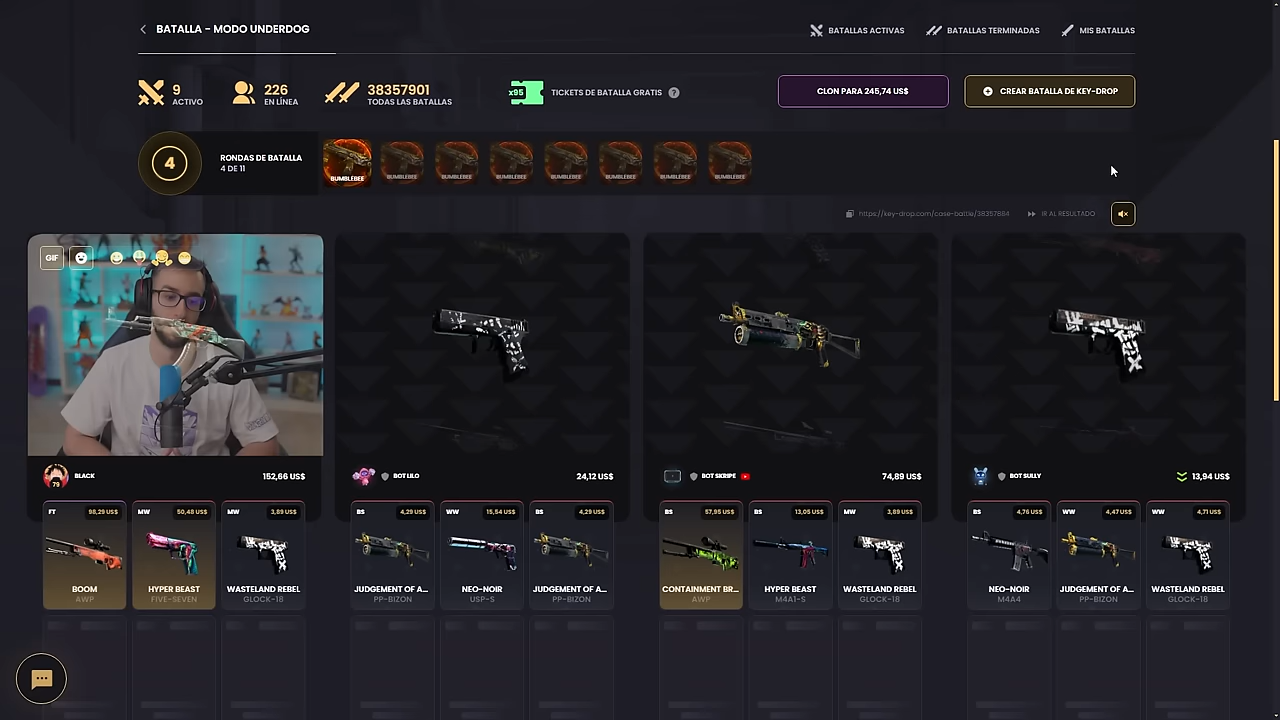 BATALLA - MODO UNDERDOG
BATALLAS ACTIVAS
BATALLAS TERMINADAS
MIS BATALLAS
9
ACTIVO
226
EN LÍNEA
38357901
TODAS LAS BATALLAS
x95
TICKETS DE BATALLA GRATIS
?
CLON PARA 245,74 US$
CREAR BATALLA DE KEY-DROP
4
RONDAS DE BATALLA
4 DE 11
BUMBLEBEE
BUMBLEBEE
BUMBLEBEE
BUMBLEBEE
BUMBLEBEE
BUMBLEBEE
BUMBLEBEE
BUMBLEBEE
https://key-drop.com/case-battle/38357884
IR AL RESULTADO
GIF
79
BLACK
152,66 US$
BOT LILO
24,12 US$
BOT SKRIPE
74,89 US$
BOT SULLY
13,94 US$
FT
98,29 US$
BOOM
AWP
MW
50,48 US$
HYPER BEAST
FIVE-SEVEN
MW
3,89 US$
WASTELAND REBEL
GLOCK-18
BS
4,29 US$
JUDGEMENT OF A...
PP-BIZON
WW
15,54 US$
NEO-NOIR
USP-S
BS
4,29 US$
JUDGEMENT OF A...
PP-BIZON
BS
57,95 US$
CONTAINMENT BR...
AWP
BS
13,05 US$
HYPER BEAST
M4A1-S
MW
3,89 US$
WASTELAND REBEL
GLOCK-18
BS
4,76 US$
NEO-NOIR
M4A4
WW
4,47 US$
JUDGEMENT OF A...
PP-BIZON
WW
4,71 US$
WASTELAND REBEL
GLOCK-18